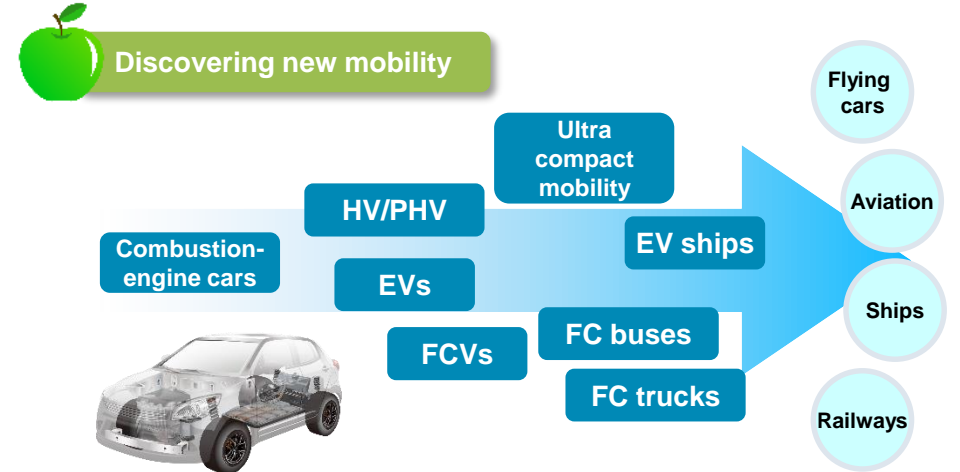 Discovering new mobility
Flying
cars
Ultra
compact
mobility
HV/PHV
Aviation
Combustion-
engine cars
EV ships
EVs
Ships
FC buses
FCVs
FC trucks
Railways